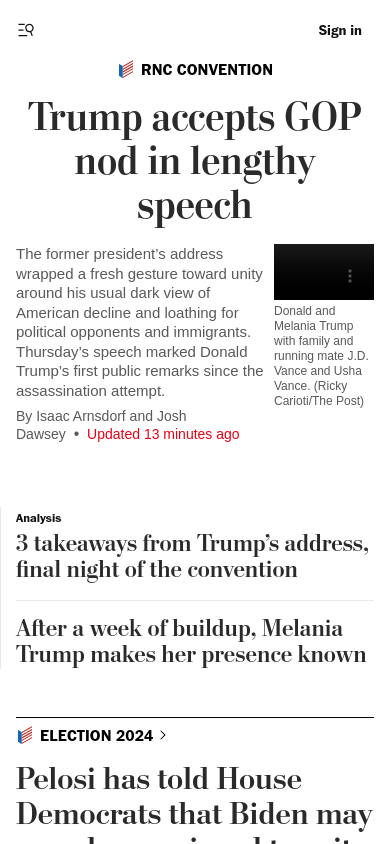 Sign in
RNC CONVENTION
Trump accepts GOP
nod in lengthy
speech
The former president’s address
wrapped a fresh gesture toward unity
around his usual dark view of
American decline and loathing for
political opponents and immigrants.
Thursday’s speech marked Donald
Trump’s first public remarks since the
assassination attempt.
By Isaac Arnsdorf and Josh
Dawsey • Updated 13 minutes ago
Donald and
Melania Trump
with family and
running mate J.D.
Vance and Usha
Vance. (Ricky
Carioti/The Post)
Analysis
3 takeaways from Trump’s address,
final night of the convention
After a week of buildup, Melania
Trump makes her presence known
ELECTION 2024
Pelosi has told House
Democrats that Biden may